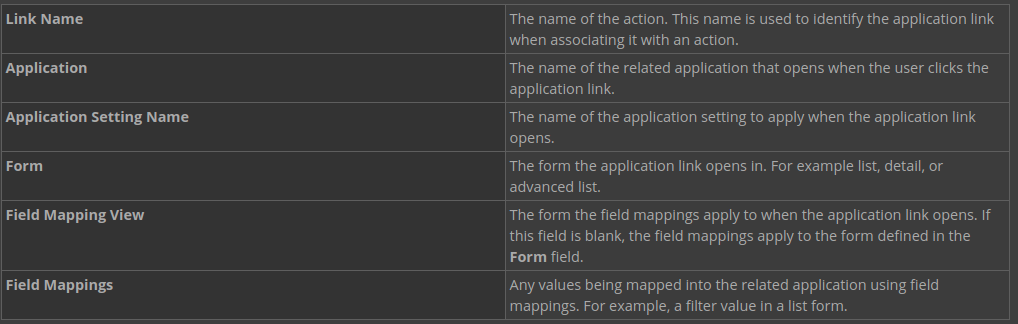 Link Name
The name of the action. This name is used to identify the application link
when associating it with an action.
Application
The name of the related application that opens when the user clicks the
application link.
Application Setting Name
The name of the application setting to apply when the application link
opens.
Form
The form the application link opens in. For example list, detail, or
advanced list.
Field Mapping View
The form the field mappings apply to when the application link opens. If
this field is blank, the field mappings apply to the form defined in the
Form field.
Field Mappings
Any values being mapped into the related application using field
mappings. For example, a filter value in a list form.